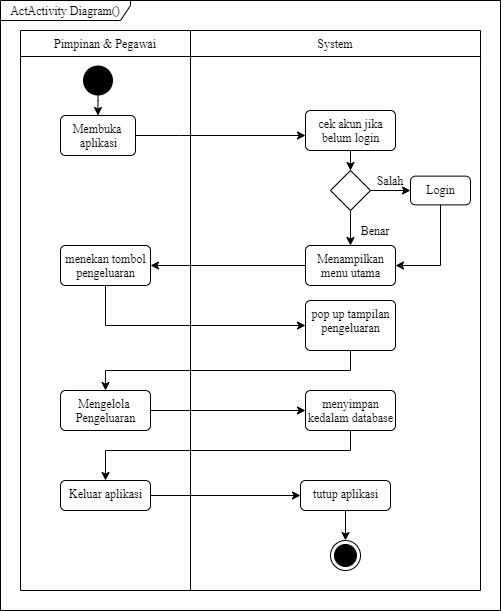 ActActivity Diagram()
Pimpinan & Pegawai
System
Membuka
aplikasi
cek akun jika
belum login
Salah
Login
Benar
menekan tombol
pengeluaran
Menampilkan
menu utama
pop up tampilan
pengeluaran
Mengelola
Pengeluaran
menyimpan
kedalam database
Keluar aplikasi
tutup aplikasi